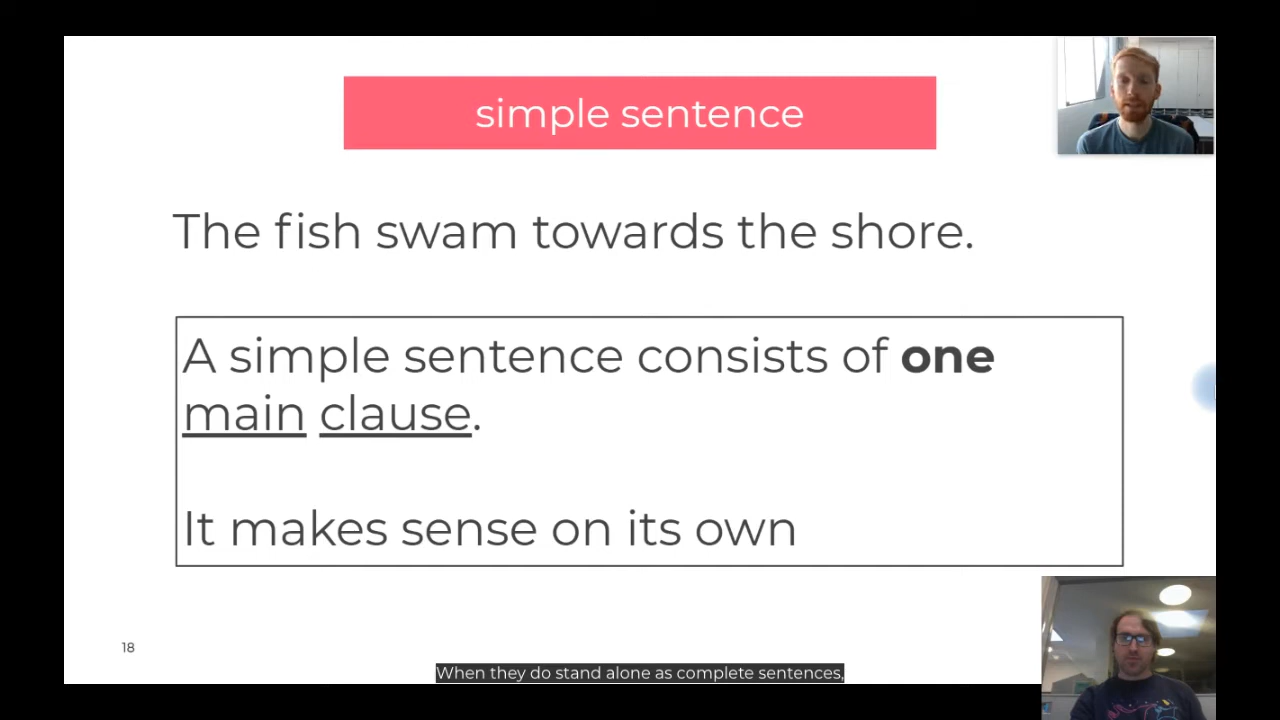 simple sentence
The fish swam towards the shore.
A simple sentence consists of one
main clause.
It makes sense on its own
18
When they do stand alone as complete sentences,